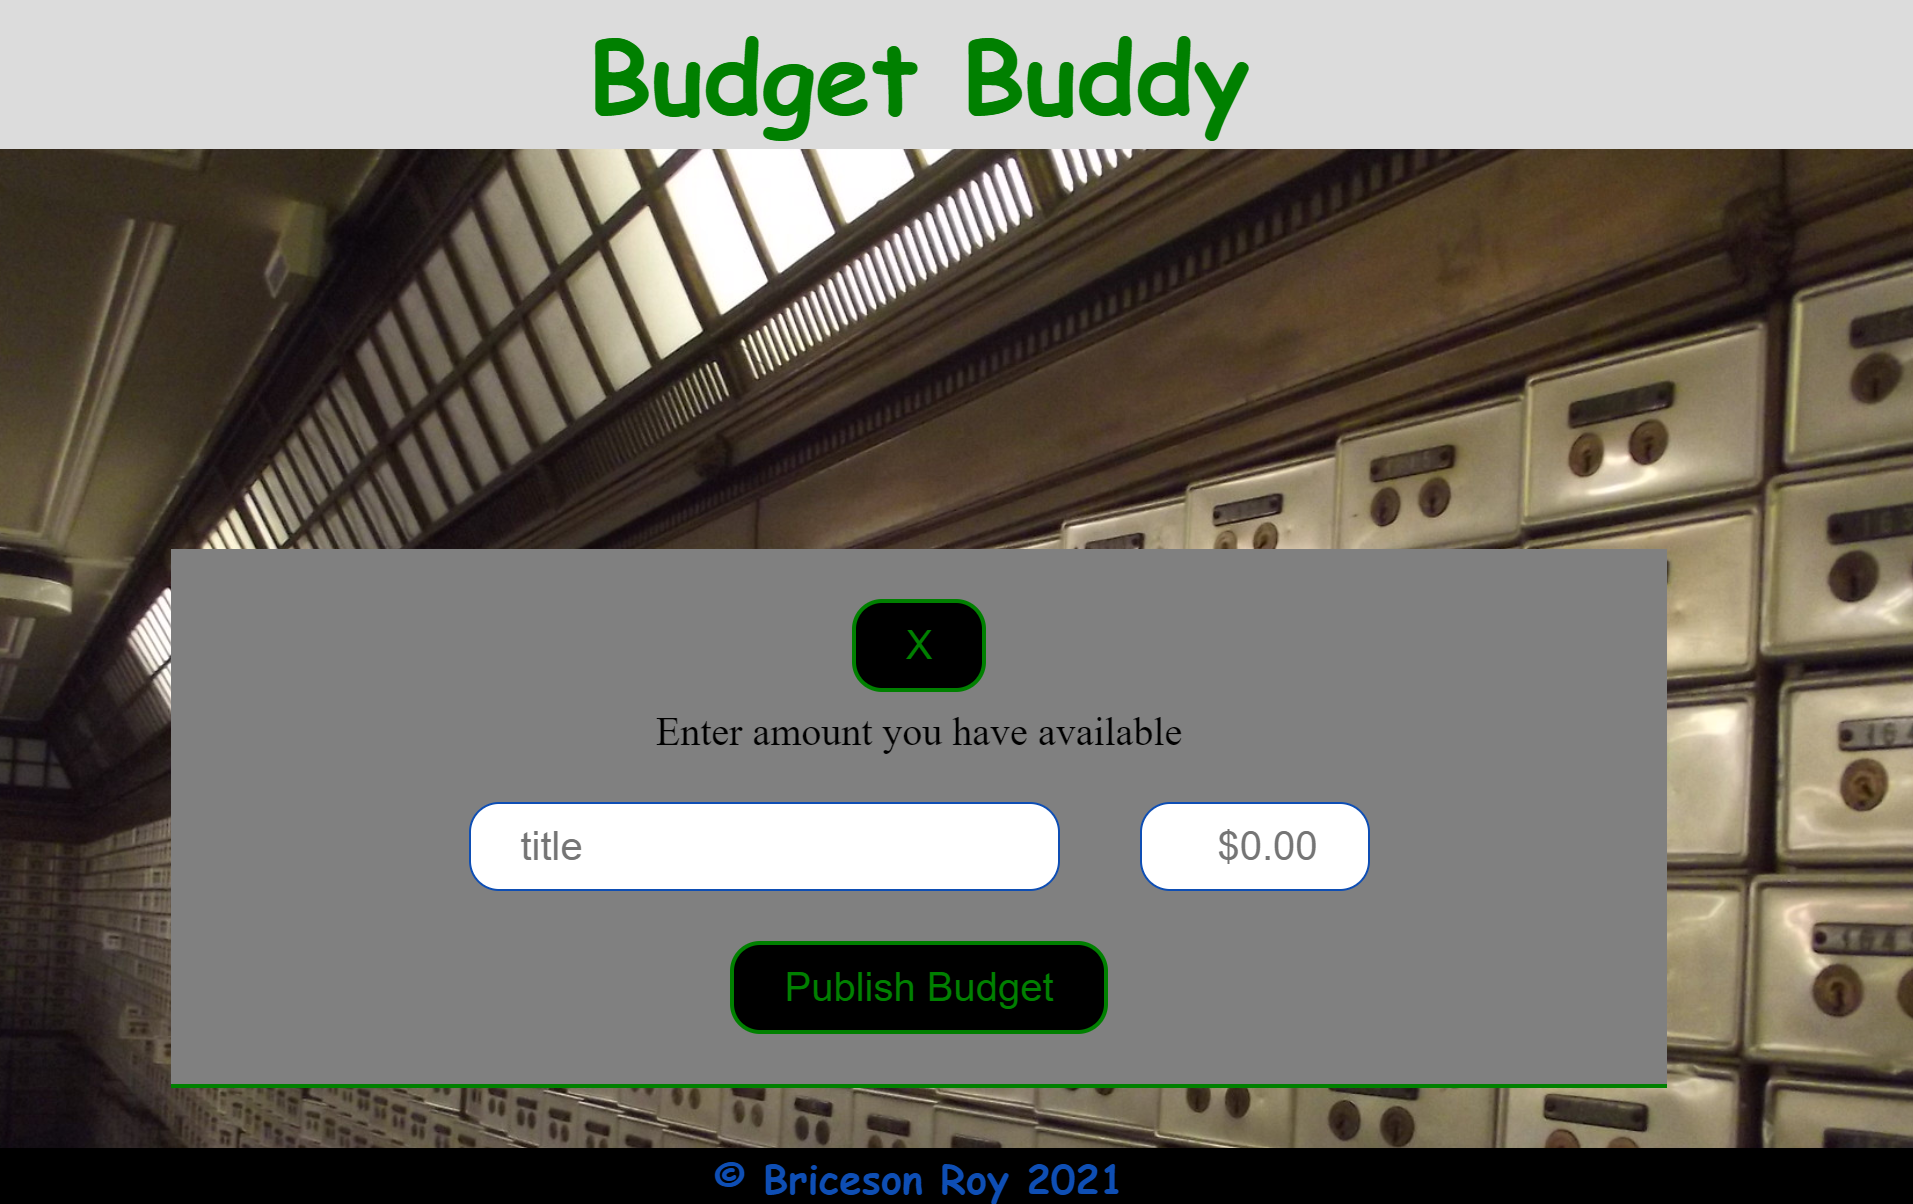 Budget Buddy
X
Enter amount you have available
title
$0.00
Publish Budget
© Briceson Roy 2021